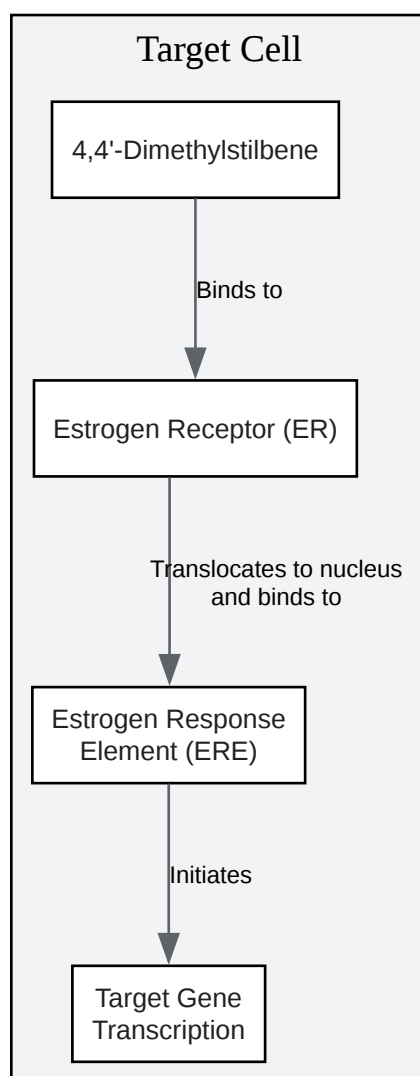 Target Cell
4,4'-Dimethylstilbene
Binds to
Estrogen Receptor (ER)
Translocates to nucleus
and binds to
Estrogen Response
Element (ERE)
Initiates
Target Gene
Transcription